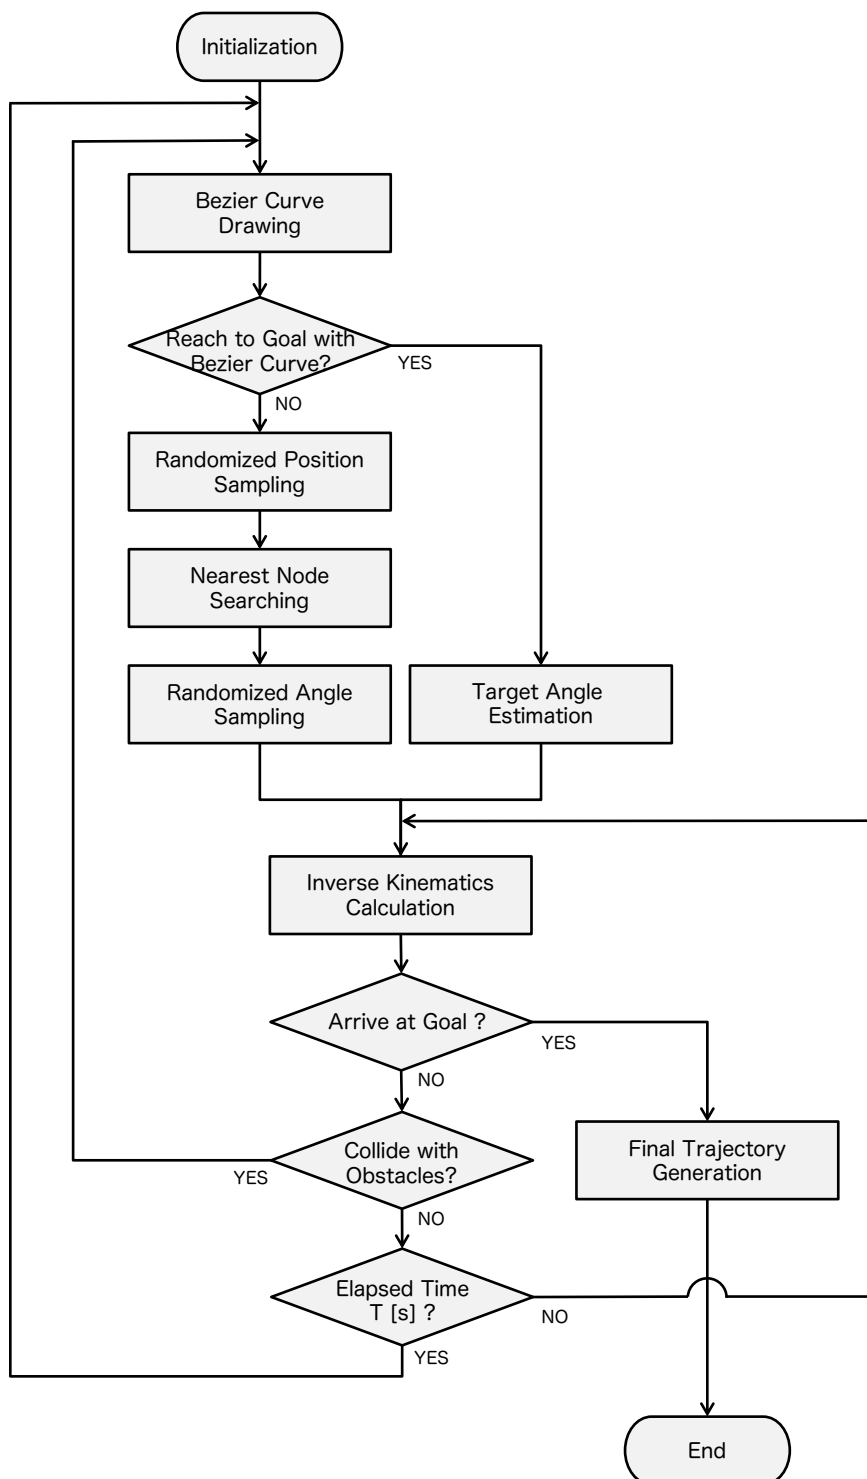 Initialization
Bezier Curve
Drawing
Reach to Goal with
Bezier Curve?
YES
NO
Randomized Position
Sampling
Nearest Node
Searching
Randomized Angle
Sampling
Target Angle
Estimation
Inverse Kinematics
Calculation
Arrive at Goal ?
YES
NO
Collide with
Obstacles?
YES
NO
Final Trajectory
Generation
Elapsed Time
T [s] ?
NO
YES
End